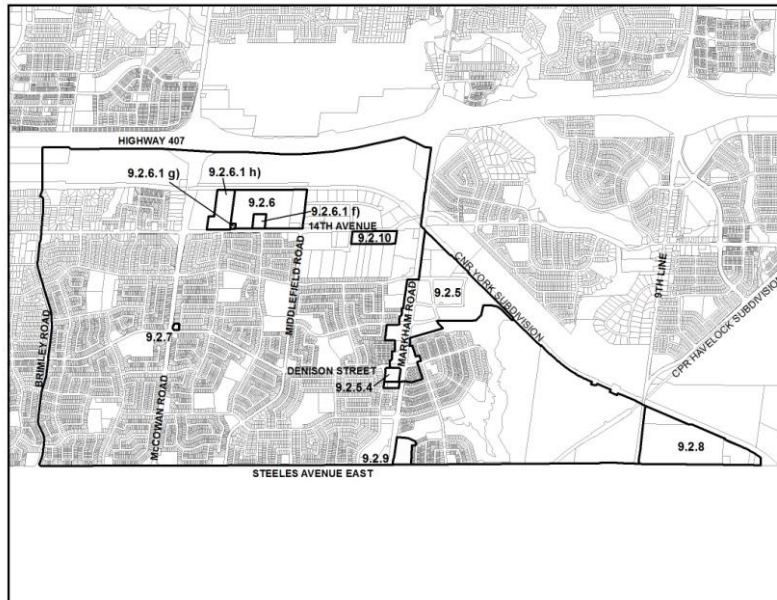 HIGHWAY 407
9.2.6.1 g)
9.2.6.1 h)
9.2.6
9.2.6.1 f)
14TH AVENUE
9.2.10
CNR YORK SUBDIVISION
9TH LINE
9.2.5
MIDDLEFIELD ROAD
MARKHAM ROAD
CPR HAVELOCK SUBDIVISION
BRIMLEY ROAD
9.2.7
DENISON STREET
9.2.5.4
McCOWAN ROAD
9.2.8
9.2.9
STEELES AVENUE EAST